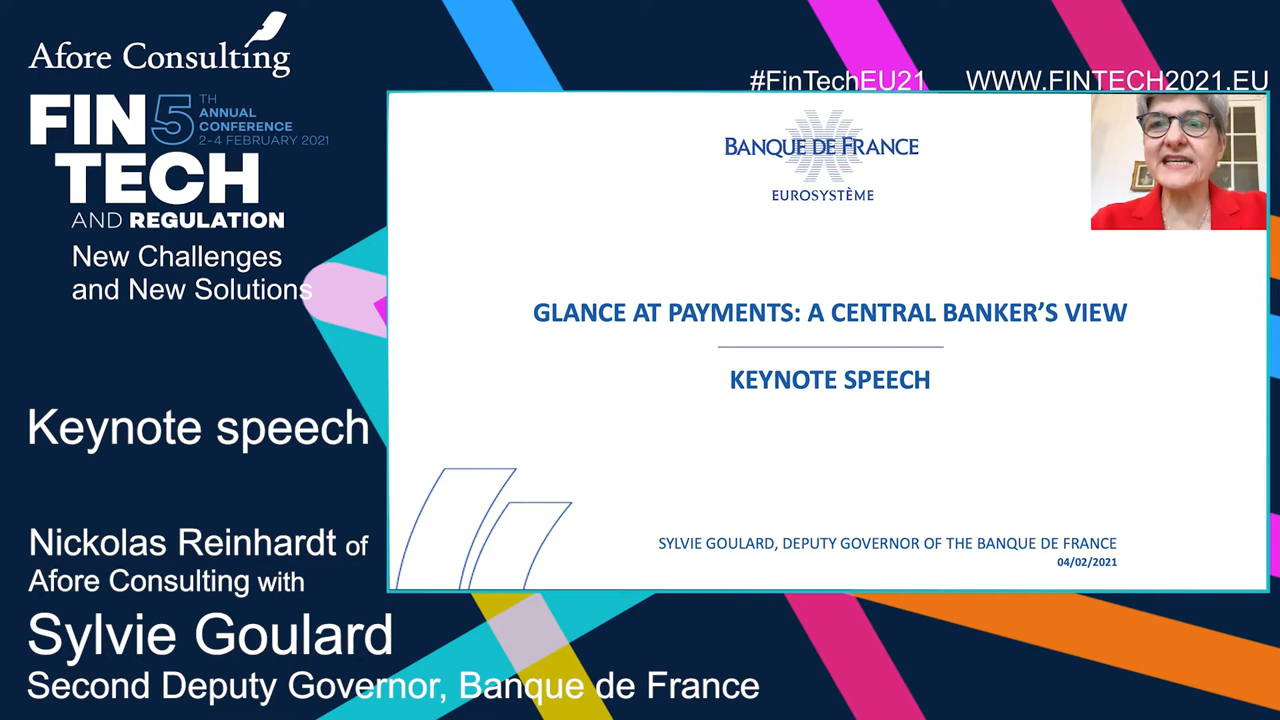 Afore Consulting
#FinTechEU21
WWW.FINTECH2021.EU
FIN 5 TH
ANNUAL
CONFERENCE
2-4 FEBRUARY 2021
TECH
AND REGULATION
New Challenges
and New Solutions
BANQUE DE FRANCE
EUROSYSTÈME
GLANCE AT PAYMENTS: A CENTRAL BANKER'S VIEW
KEYNOTE SPEECH
SYLVIE GOULARD, DEPUTY GOVERNOR OF THE BANQUE DE FRANCE
04/02/2021
Keynote speech
Nickolas Reinhardt of
Afore Consulting with
Sylvie Goulard
Second Deputy Governor, Banque de France